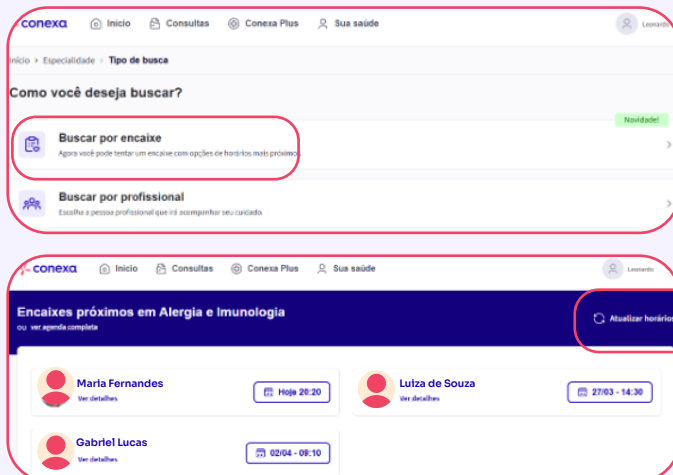 conexa Início Consultas Conexa Plus Sua saúde Leonardo
Início › Especialidade › Tipo de busca
Como você deseja buscar?
Novidade!
Buscar por encaixe
Agora você pode tentar um encaixe com opções de horários mais próximos.
Buscar por profissional
Escolha a pessoa profissional que irá acompanhar seu cuidado.
conexa Início Consultas Conexa Plus Sua saúde Leonardo
Encaixes próximos em Alergia e Imunologia
ou ver agenda completa
Atualizar horários
Maria Fernandes
Ver detalhes
Hoje 20:20
Luiza de Souza
Ver detalhes
27/03 - 14:30
Gabriel Lucas
Ver detalhes
02/04 - 09:10